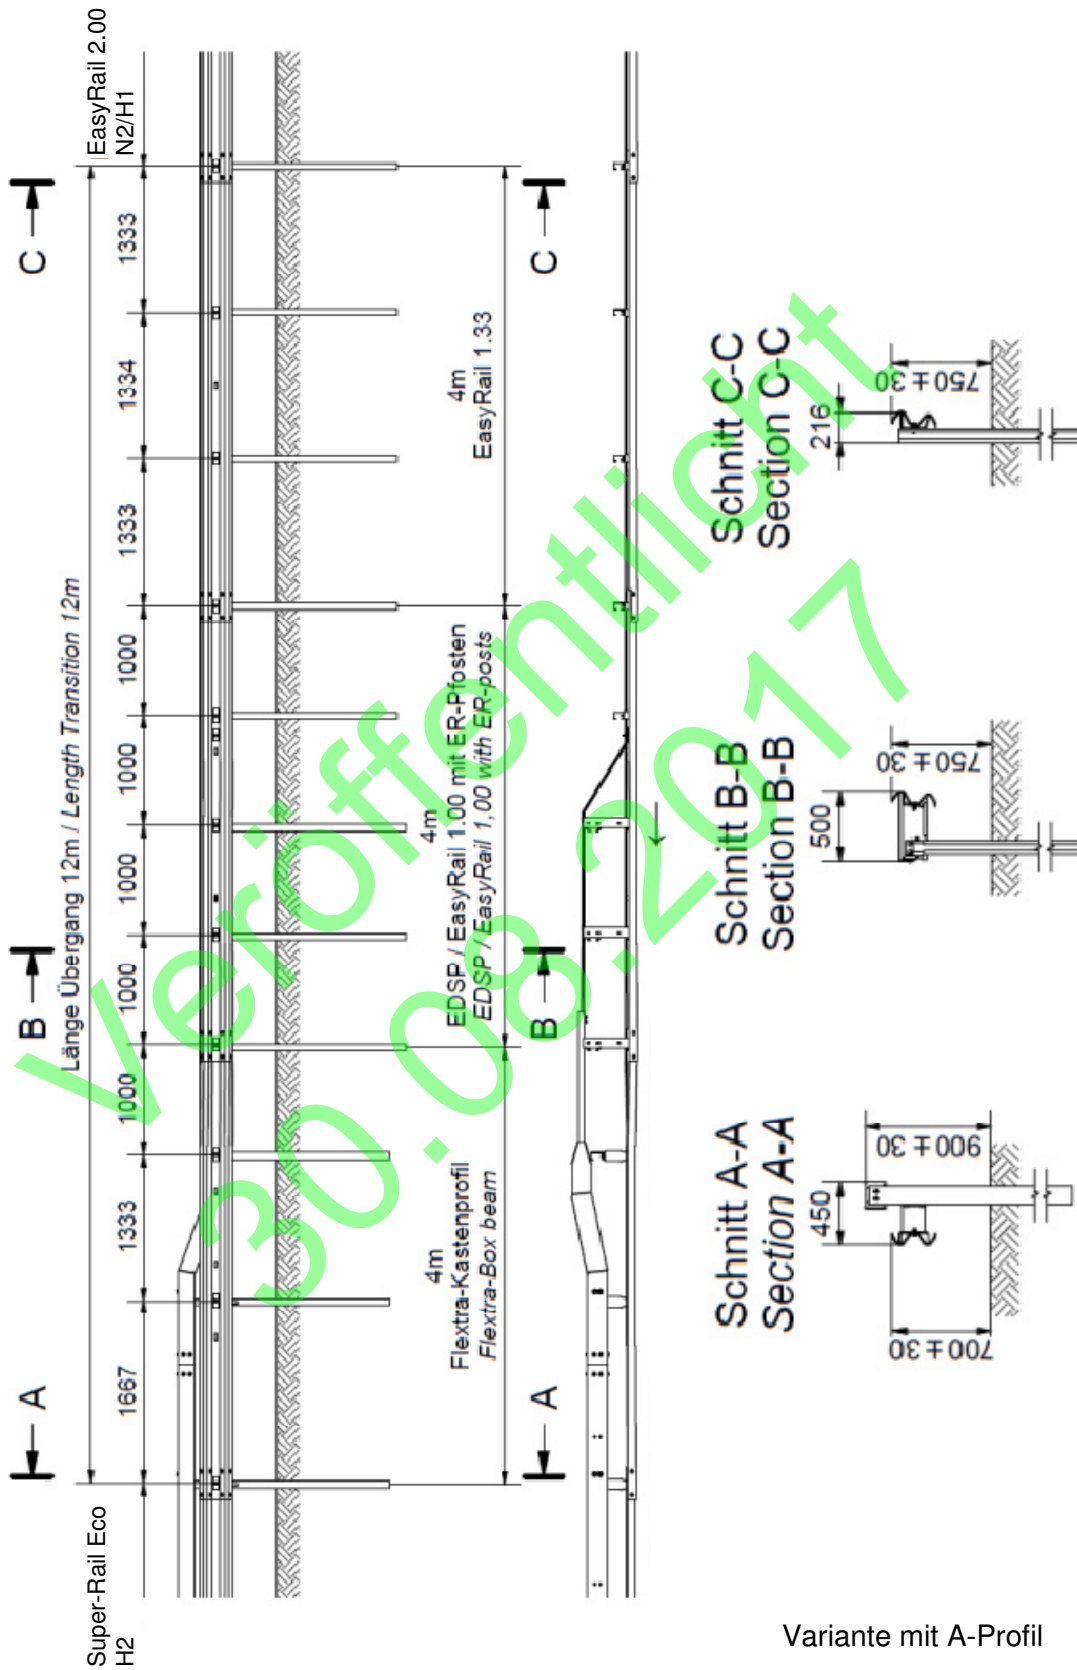 Super-Rail Eco
H2
EasyRail 2.00
N2/H1
Länge Übergang 12m / Length Transition 12m
A
B
C
1667
1333
1000
1000
1000
1000
1000
1333
1334
1333
4m
Flextra-Kastenprofil
Flextra-Box beam
4m
EDSP / EasyRail 1.00 mit ER-Pfosten
EDSP / EasyRail 1,00 with ER-posts
4m
EasyRail 1.33
A
B
C
Schnitt A-A
Section A-A
450
900 ± 30
700 ± 30
Schnitt B-B
Section B-B
500
750 ± 30
Schnitt C-C
Section C-C
216
750 ± 30
Variante mit A-Profil
Veröffentlicht
30.08.2017